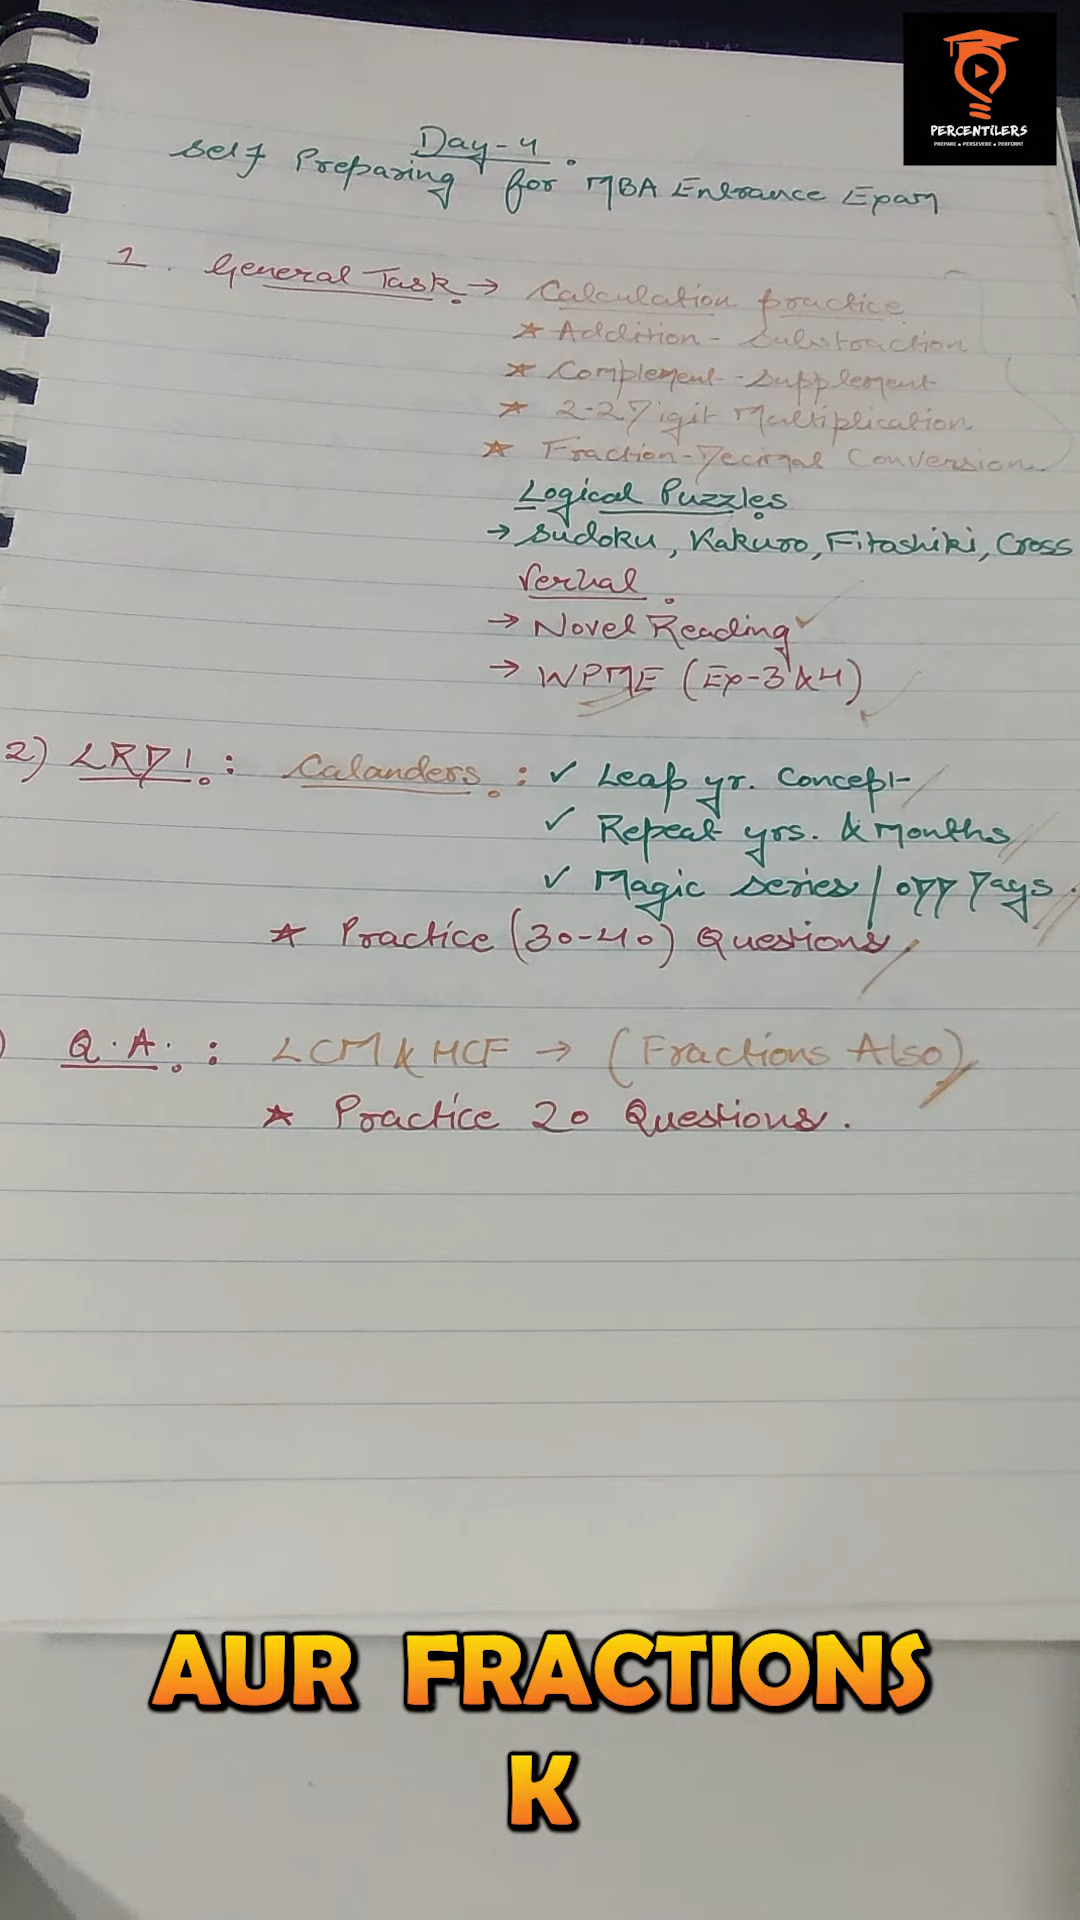 PERCENTILERS
PREPARE • PERSEVERE • PERFORM!
Day-4.
Self Preparing for MBA Entrance Exam
1. General Task. → Calculation practice
★ Addition - Substraction
★ Complement - Supplement
★ 2-2 Digit Multiplication
★ Fraction-Decimal Conversion
Logical Puzzles
→ Sudoku, Kakuro, Fitashiki, Cross
Verbal.
→ Novel Reading
→ WPME (Ex-3 & 4)
2) LRDI. : Calanders. : ✓ Leap yr. Concept
✓ Repeat yrs. & Months
✓ Magic series / ODD Days.
★ Practice (30-40) Questions,
) Q.A. : LCM & HCF → (Fractions Also),
★ Practice 20 Questions.
AUR FRACTIONS
K